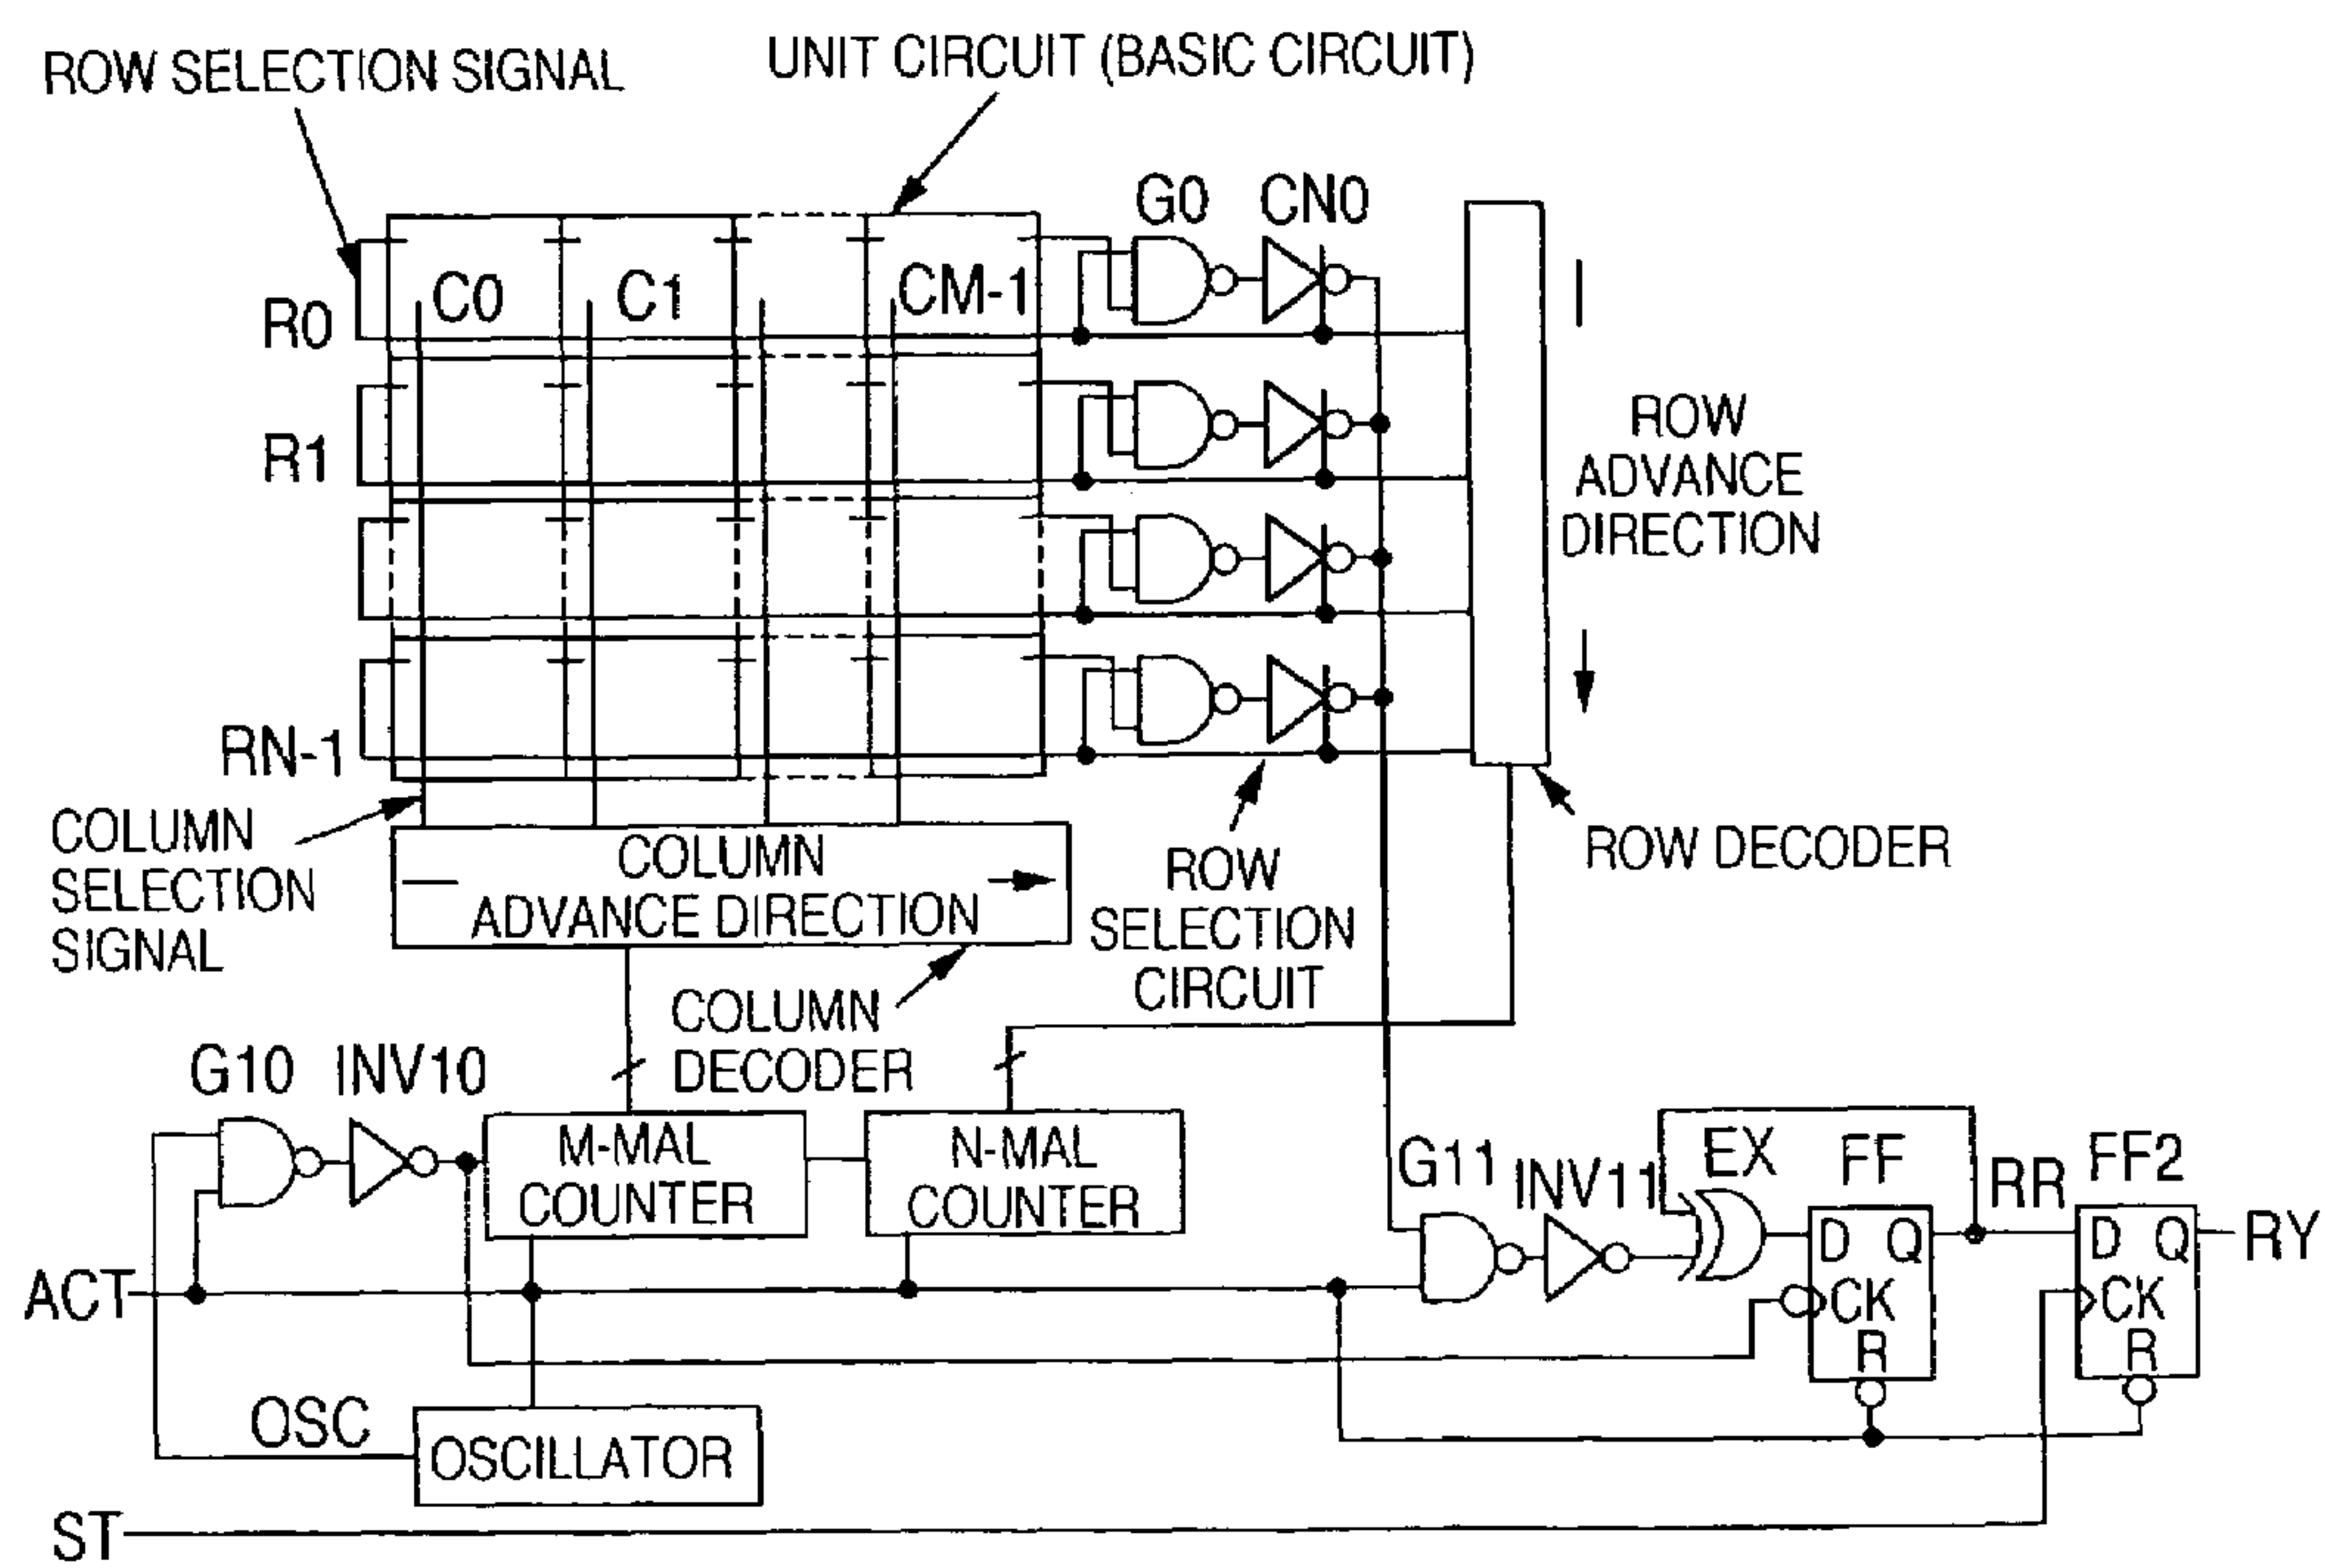 ROW SELECTION SIGNAL
UNIT CIRCUIT (BASIC CIRCUIT)
G0
CN0
C0
C1
CM-1
R0
R1
RN-1
ROW
ADVANCE
DIRECTION
COLUMN
SELECTION
SIGNAL
COLUMN
ADVANCE DIRECTION
ROW
SELECTION
CIRCUIT
ROW DECODER
COLUMN
DECODER
G10
INV10
M-MAL
COUNTER
N-MAL
COUNTER
G11
INV11
EX
FF
RR
FF2
D
Q
CK
R
D
Q
CK
R
RY
ACT
OSC
OSCILLATOR
ST